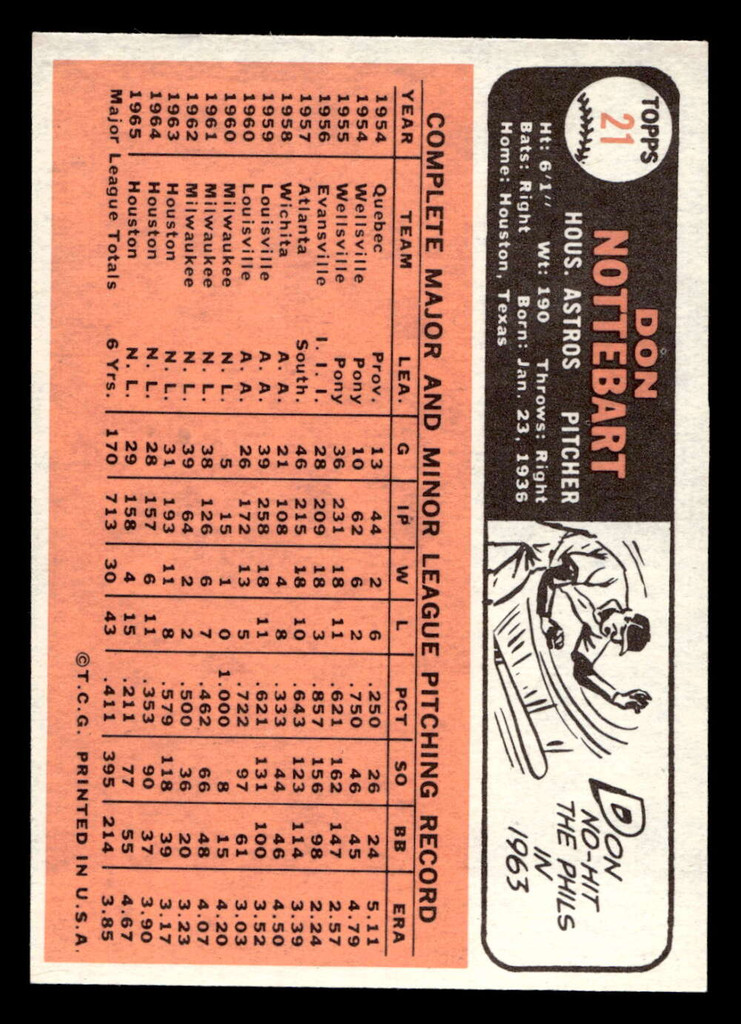 TOPPS
21
DON
NOTTEBART
HOUS. ASTROS PITCHER
Ht: 6'1" Wt: 190 Throws: Right
Bats: Right Born: Jan. 23, 1936
Home: Houston, Texas
DON
NO-HIT
THE PHILS
IN
1963
COMPLETE MAJOR AND MINOR LEAGUE PITCHING RECORD
YEAR TEAM LEA. G IP W L PCT SO BB ERA
1954 Quebec Prov. 13 44 2 6 .250 26 24 5.11
1954 Wellsville Pony 10 62 6 2 .750 46 45 4.79
1955 Wellsville Pony 36 231 18 11 .621 162 147 2.57
1956 Evansville I. I. I. 28 209 18 3 .857 156 98 2.24
1957 Atlanta South. 46 215 18 10 .643 123 114 3.39
1958 Wichita A. A. 21 108 4 8 .333 44 46 4.50
1959 Louisville A. A. 39 258 18 11 .621 131 100 3.52
1960 Louisville A. A. 26 172 13 5 .722 97 61 3.03
1960 Milwaukee N. L. 5 15 1 0 1.000 8 15 4.20
1961 Milwaukee N. L. 38 126 6 7 .462 66 48 4.07
1962 Milwaukee N. L. 39 64 2 2 .500 36 20 3.23
1963 Houston N. L. 31 193 11 8 .579 118 39 3.17
1964 Houston N. L. 28 157 6 11 .353 90 37 3.90
1965 Houston N. L. 29 158 4 15 .211 77 55 4.67
Major League Totals 6 Yrs. 170 713 30 43 .411 395 214 3.85
©T.C.G. PRINTED IN U.S.A.